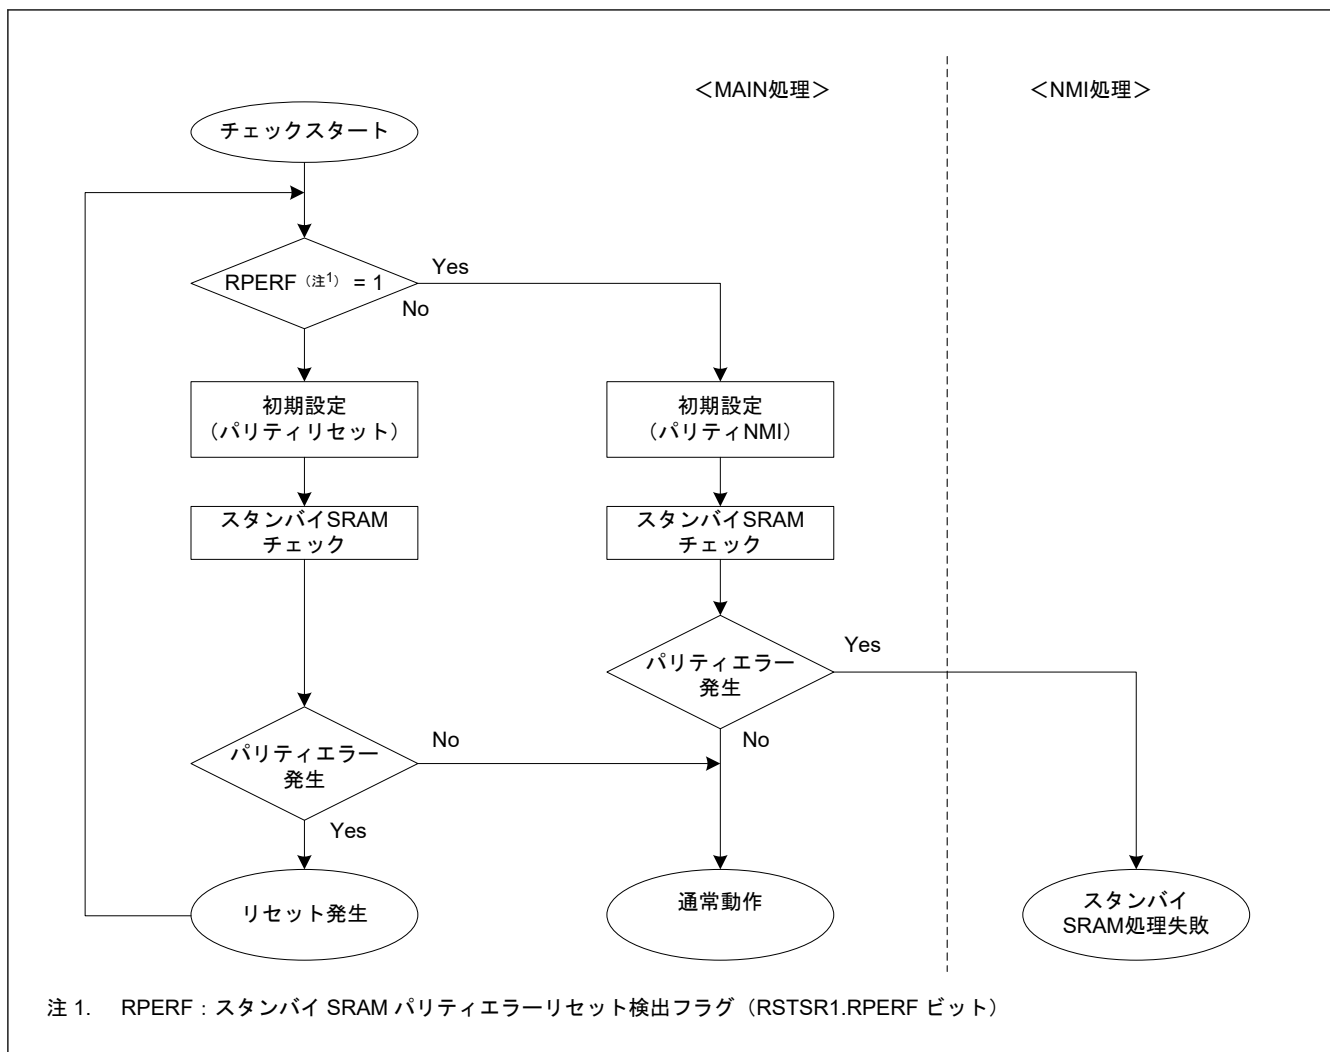 ＜MAIN処理＞
＜NMI処理＞
チェックスタート
RPERF（注1） = 1
Yes
No
初期設定
（パリティリセット）
初期設定
（パリティNMI）
スタンバイSRAM
チェック
スタンバイSRAM
チェック
パリティエラー
発生
Yes
No
パリティエラー
発生
No
Yes
リセット発生
通常動作
スタンバイ
SRAM処理失敗
注 1. RPERF：スタンバイ SRAM パリティエラーリセット検出フラグ（RSTSR1.RPERF ビット）